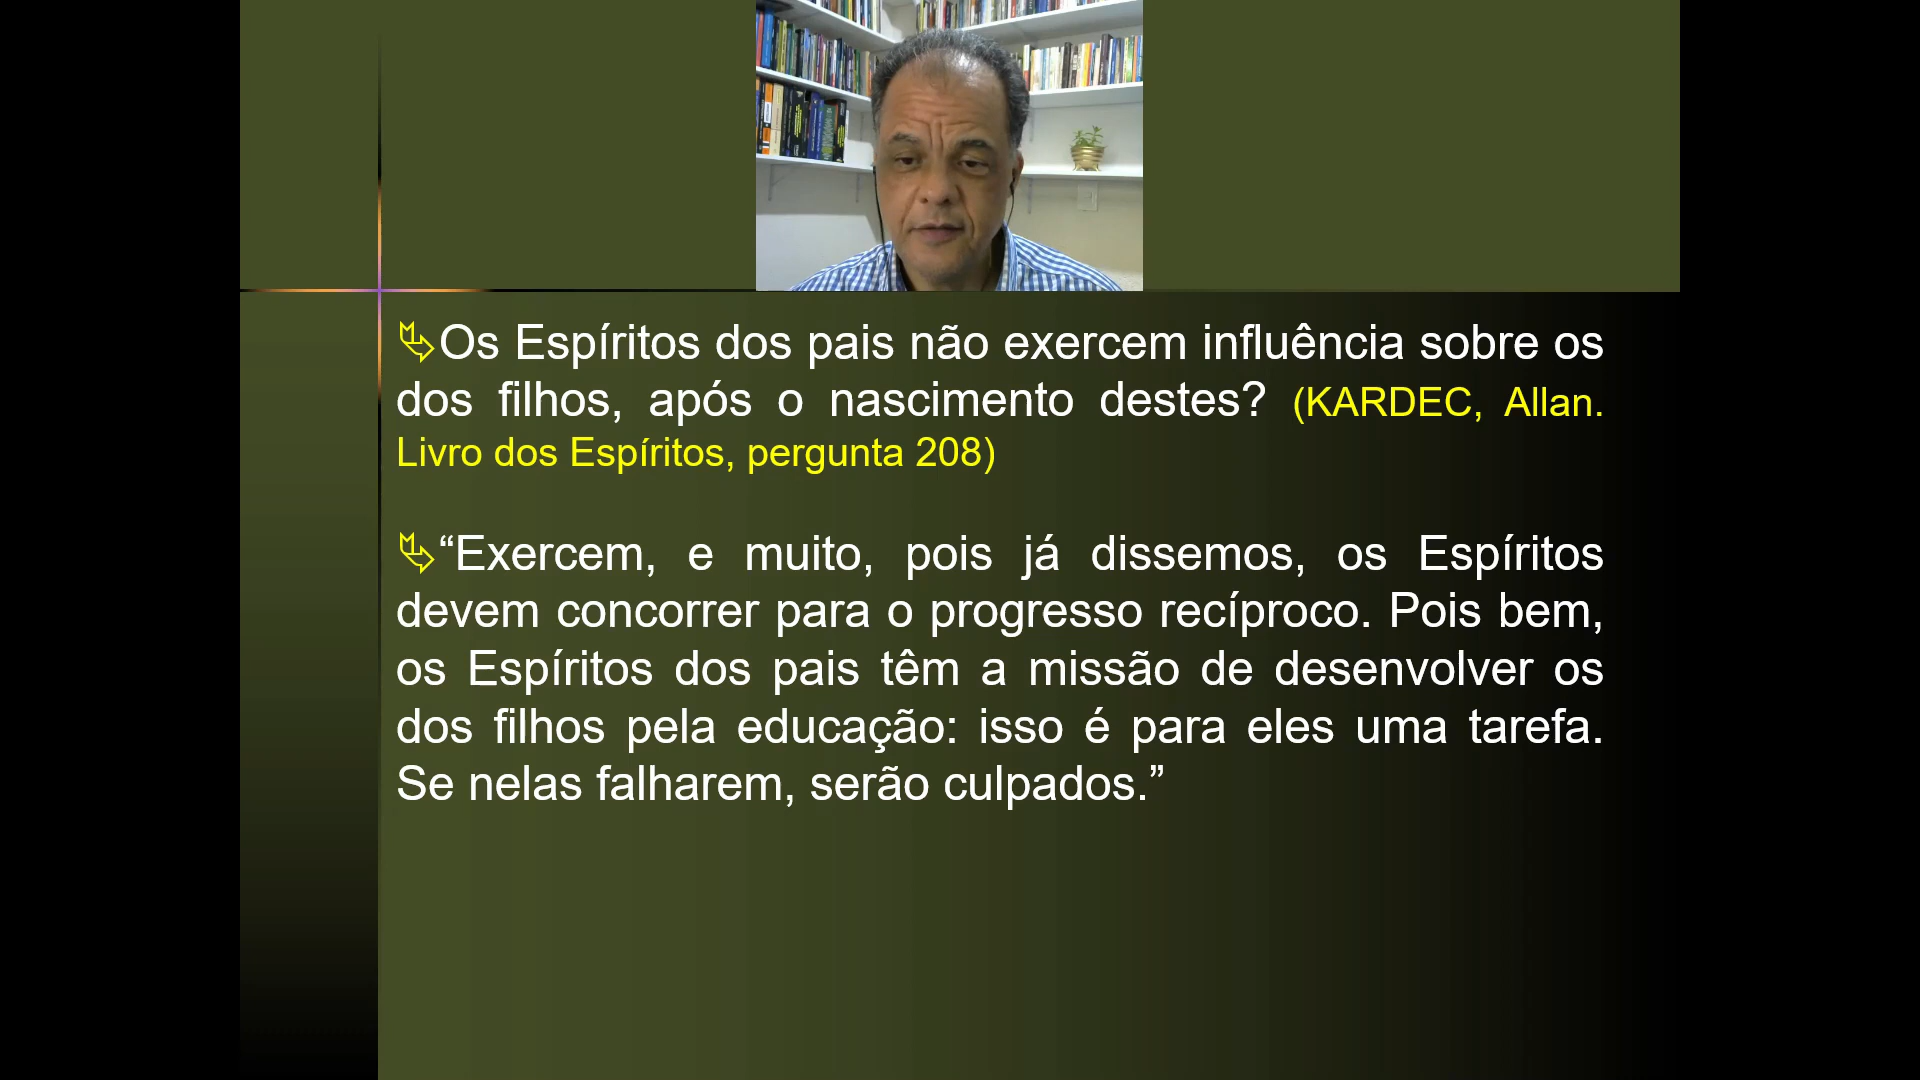 Os Espíritos dos pais não exercem influência sobre os
dos filhos, após o nascimento destes? (KARDEC, Allan.
Livro dos Espíritos, pergunta 208)
“Exercem, e muito, pois já dissemos, os Espíritos
devem concorrer para o progresso recíproco. Pois bem,
os Espíritos dos pais têm a missão de desenvolver os
dos filhos pela educação: isso é para eles uma tarefa.
Se nelas falharem, serão culpados.”